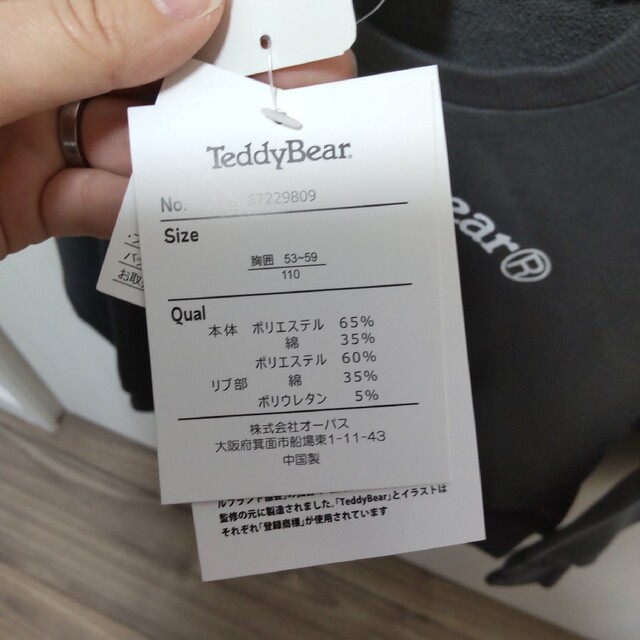 TeddyBear®
No. 67229809
Size
胸囲 53~59
110
Qual
本体 ポリエステル 65%
綿 35%
ポリエステル 60%
リブ部 綿 35%
ポリウレタン 5%
株式会社オーパス
大阪府箕面市船場東1-11-43
中国製
監修の元に製造されました。「TeddyBear」とイラストは
それぞれ「登録商標」が使用されています
お取
ear®